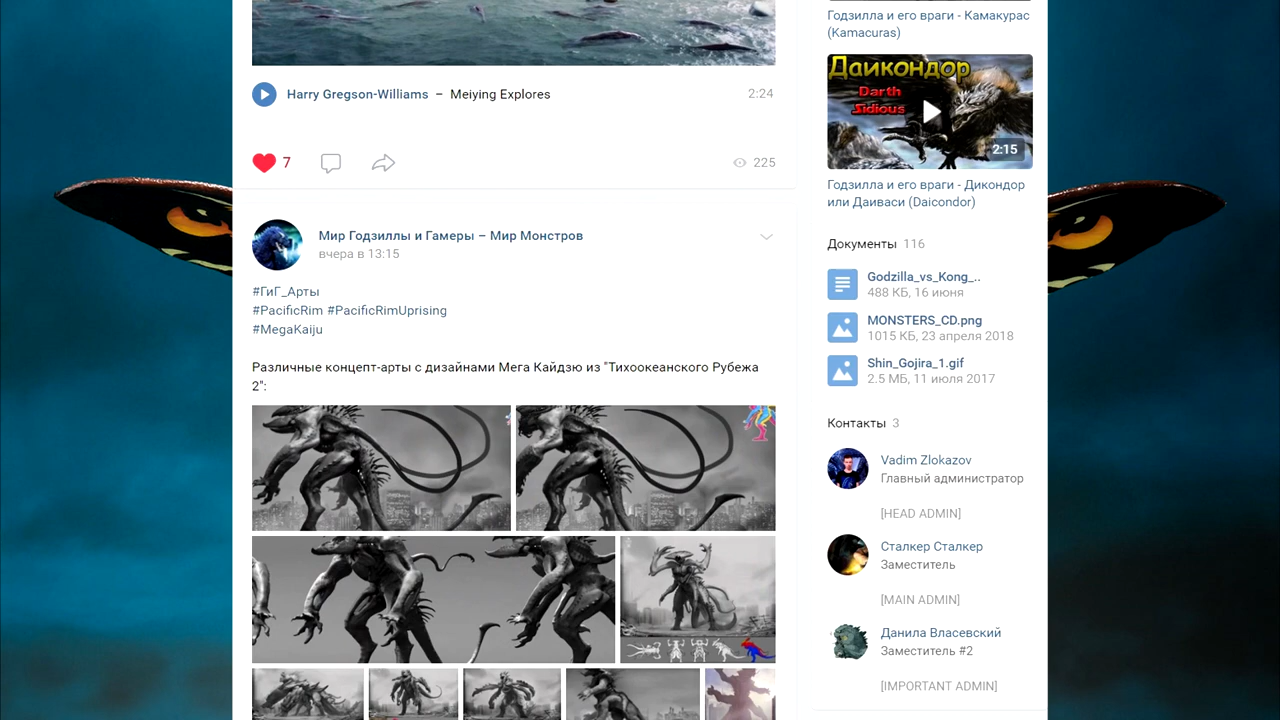 Harry Gregson-Williams – Meiying Explores
2:24
7
225
Мир Годзиллы и Гамеры – Мир Монстров
вчера в 13:15
#ГиГ_Арты
#PacificRim #PacificRimUprising
#MegaKaiju
Различные концепт-арты с дизайнами Мега Кайдзю из "Тихоокеанского Рубежа
2":
Годзилла и его враги - Камакурас
(Kamacuras)
Даикондор
Darth
Sidious
2:15
Годзилла и его враги - Дикондор
или Даиваси (Daicondor)
Документы 116
Godzilla_vs_Kong_..
488 КБ, 16 июня
MONSTERS_CD.png
1015 КБ, 23 апреля 2018
Shin_Gojira_1.gif
2.5 МБ, 11 июля 2017
Контакты 3
Vadim Zlokazov
Главный администратор
[HEAD ADMIN]
Сталкер Сталкер
Заместитель
[MAIN ADMIN]
Данила Власевский
Заместитель #2
[IMPORTANT ADMIN]